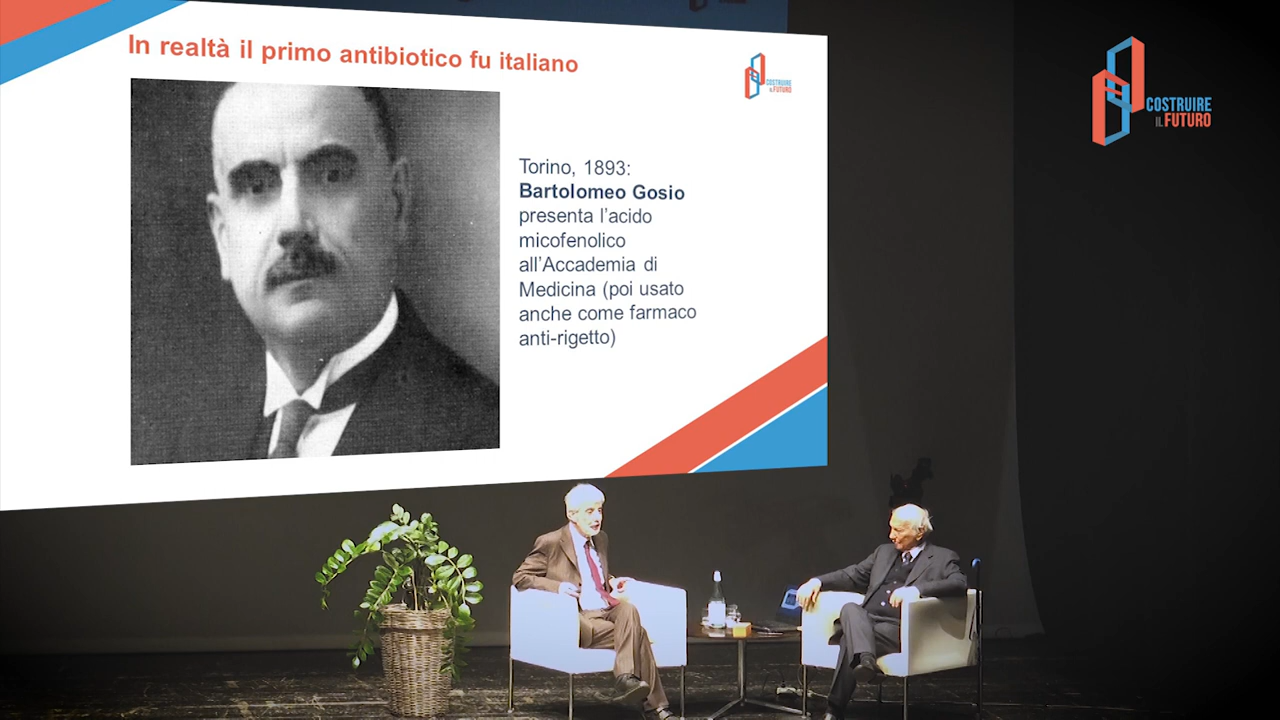 In realtà il primo antibiotico fu italiano
COSTRUIRE
IL FUTURO
Torino, 1893:
Bartolomeo Gosio
presenta l'acido
micofenolico
all'Accademia di
Medicina (poi usato
anche come farmaco
anti-rigetto)
COSTRUIRE
IL FUTURO